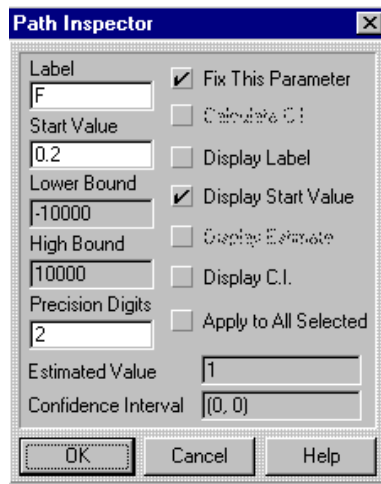 Path Inspector
Label
F
Start Value
0.2
Lower Bound
-10000
High Bound
10000
Precision Digits
2
Fix This Parameter
Calculate C.I.
Display Label
Display Start Value
Display Estimate
Display C.I.
Apply to All Selected
Estimated Value
1
Confidence Interval
(0, 0)
OK
Cancel
Help